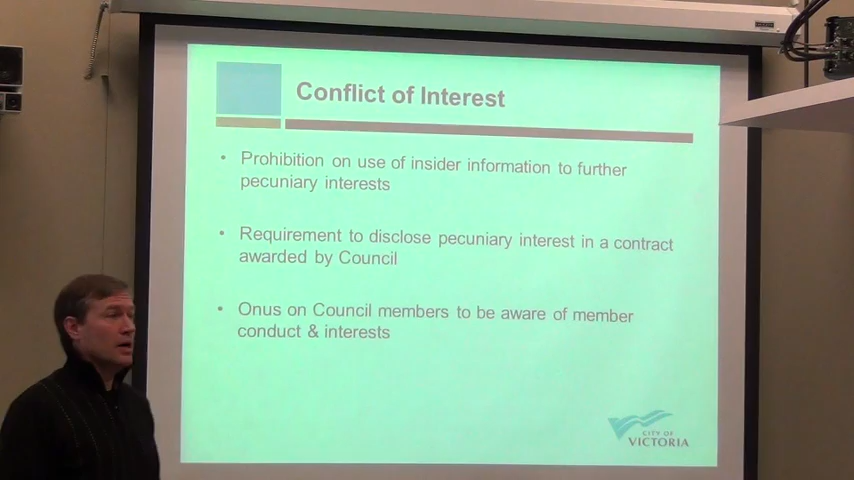 Conflict of Interest
• Prohibition on use of insider information to further
pecuniary interests
• Requirement to disclose pecuniary interest in a contract
awarded by Council
• Onus on Council members to be aware of member
conduct & interests
CITY OF
VICTORIA